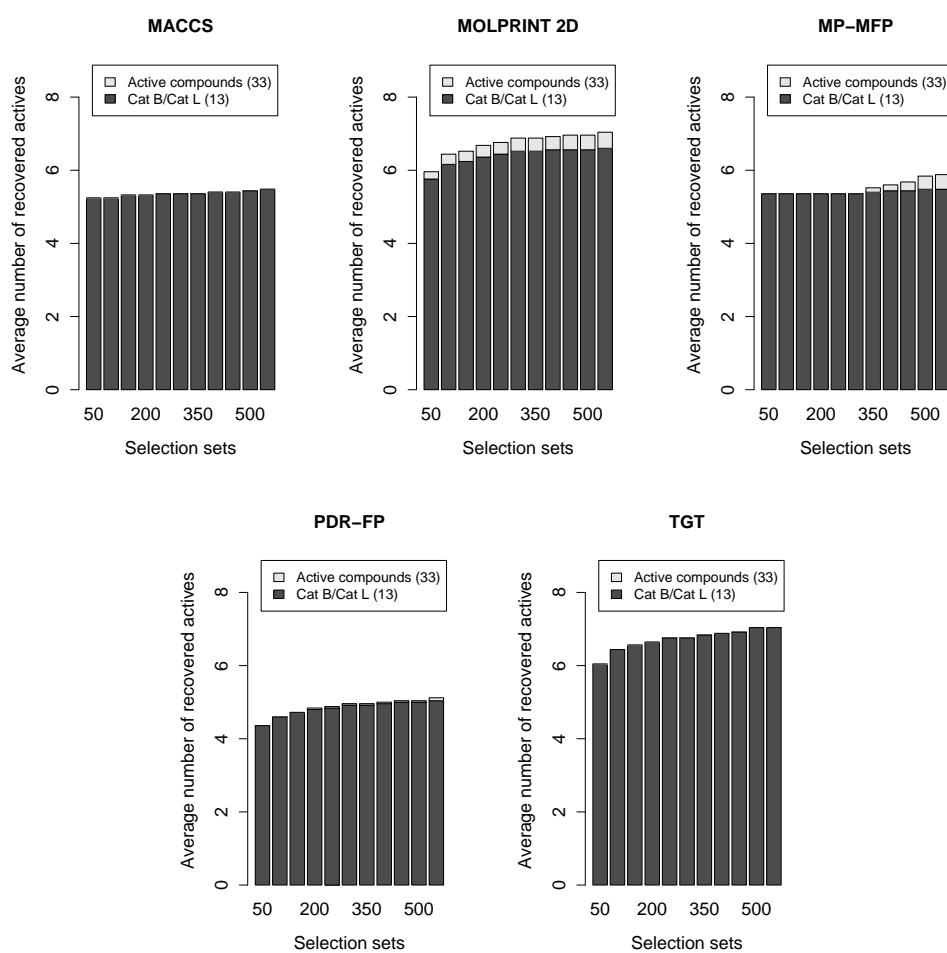 MACCS
MOLPRINT 2D
MP−MFP
Average number of recovered actives
0 2 4 6 8
Active compounds (33)
Cat B/Cat L (13)
50 200 350 500
Selection sets
Average number of recovered actives
0 2 4 6 8
Active compounds (33)
Cat B/Cat L (13)
50 200 350 500
Selection sets
Average number of recovered actives
0 2 4 6 8
Active compounds (33)
Cat B/Cat L (13)
50 200 350 500
Selection sets
PDR−FP
TGT
Average number of recovered actives
0 2 4 6 8
Active compounds (33)
Cat B/Cat L (13)
50 200 350 500
Selection sets
Average number of recovered actives
0 2 4 6 8
Active compounds (33)
Cat B/Cat L (13)
50 200 350 500
Selection sets